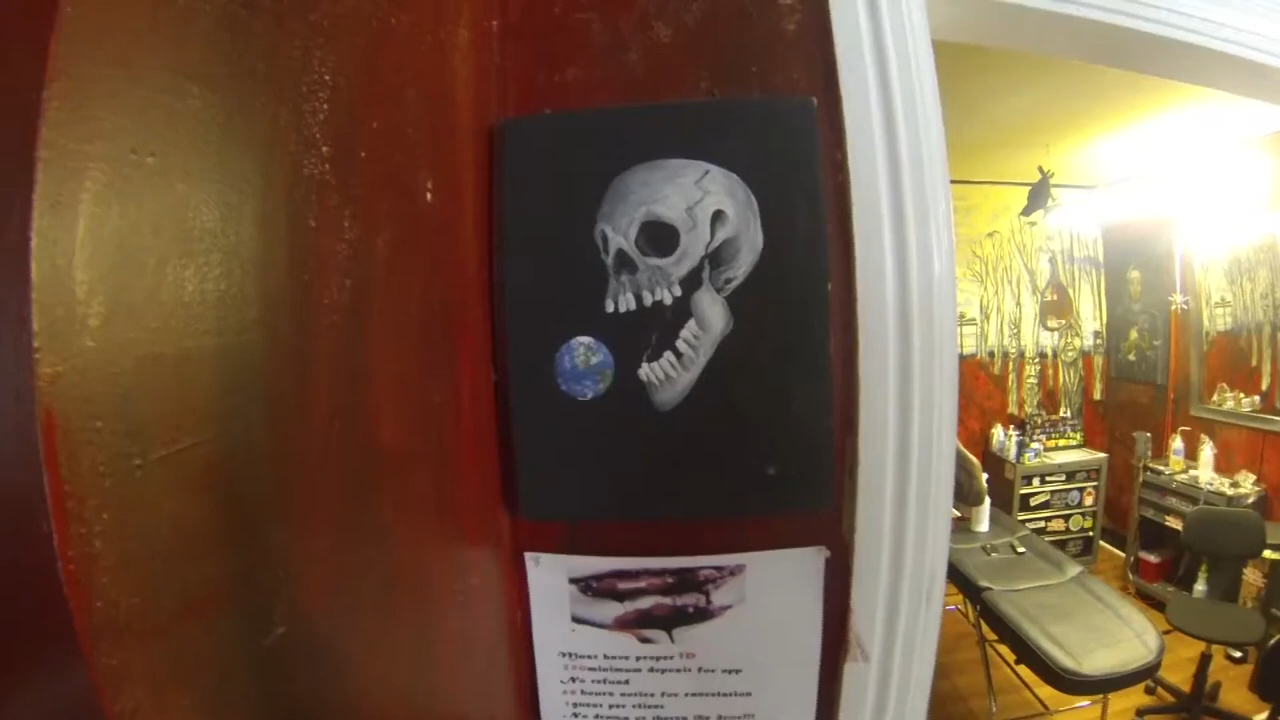 Must have proper ID
minimum deposit for app
No refund
hours notice for cancelation
1 guest per client
No drama